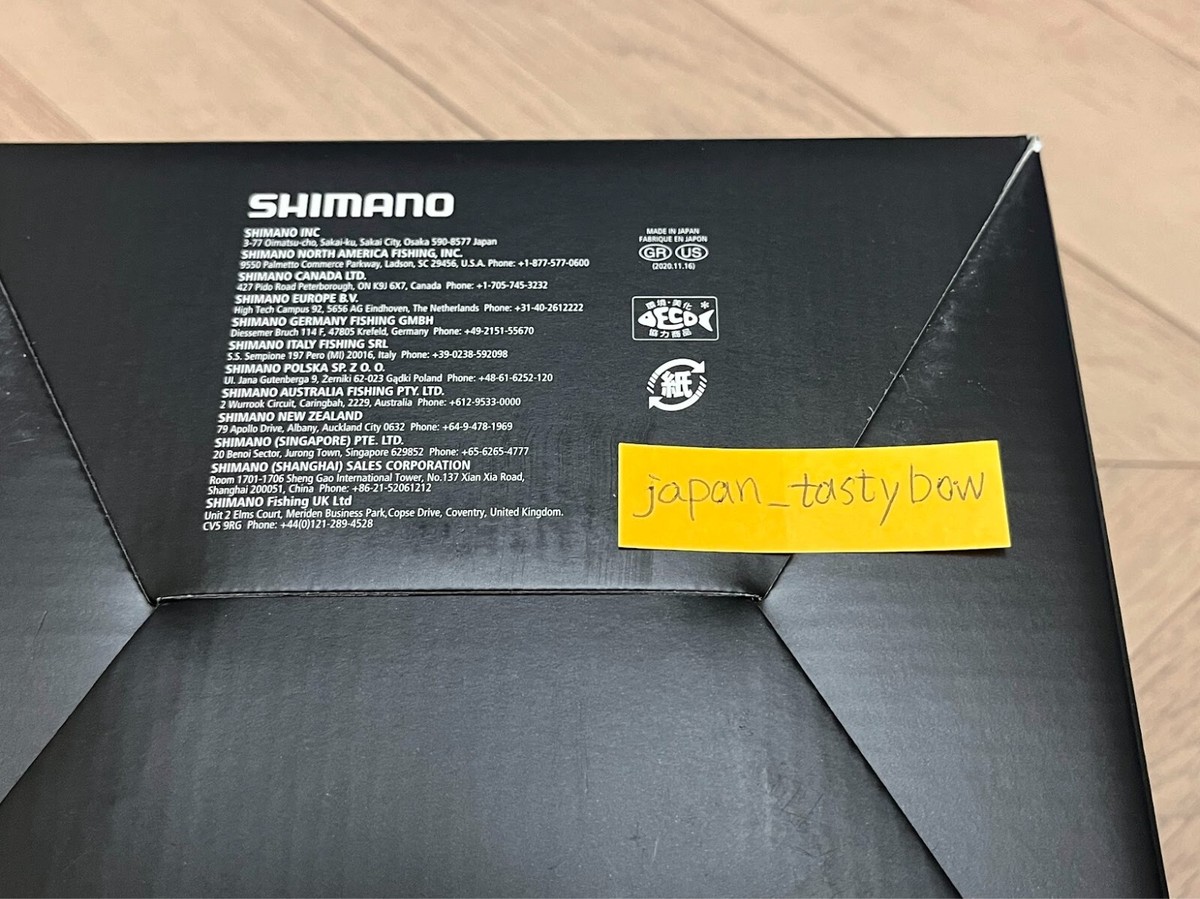 SHIMANO
SHIMANO INC
3-77 Oimatsu-cho, Sakai-ku, Sakai City, Osaka 590-8577 Japan
SHIMANO NORTH AMERICA FISHING, INC.
9550 Palmetto Commerce Parkway, Ladson, SC 29456, U.S.A. Phone: +1-877-577-0600
SHIMANO CANADA LTD.
427 Pido Road Peterborough, ON K9J 6X7, Canada Phone: +1-705-745-3232
SHIMANO EUROPE B.V.
High Tech Campus 92, 5656 AG Eindhoven, The Netherlands Phone: +31-40-2612222
SHIMANO GERMANY FISHING GMBH
Diessemer Bruch 114 F, 47805 Krefeld, Germany Phone: +49-2151-55670
SHIMANO ITALY FISHING SRL
S.S. Sempione 197 Pero (MI) 20016, Italy Phone: +39-0238-592098
SHIMANO POLSKA SP. Z O. O.
Ul. Jana Gutenberga 9, Żerniki 62-023 Gądki Poland Phone: +48-61-6252-120
SHIMANO AUSTRALIA FISHING PTY. LTD.
2 Wurrook Circuit, Caringbah, 2229, Australia Phone: +612-9533-0000
SHIMANO NEW ZEALAND
79 Apollo Drive, Albany, Auckland City 0632 Phone: +64-9-478-1969
SHIMANO (SINGAPORE) PTE. LTD.
20 Benoi Sector, Jurong Town, Singapore 629852 Phone: +65-6265-4777
SHIMANO (SHANGHAI) SALES CORPORATION
Room 1701-1706 Sheng Gao International Tower, No.137 Xian Xia Road,
Shanghai 200051, China Phone: +86-21-52061212
SHIMANO Fishing UK Ltd
Unit 2 Elms Court, Meriden Business Park,Copse Drive, Coventry, United Kingdom.
CV5 9RG Phone: +44(0)121-289-4528
MADE IN JAPAN
FABRIQUE EN JAPON
GR US
(2020.11.16)
環境・美化 *
ECO
協力商品
紙
japan_tastybow